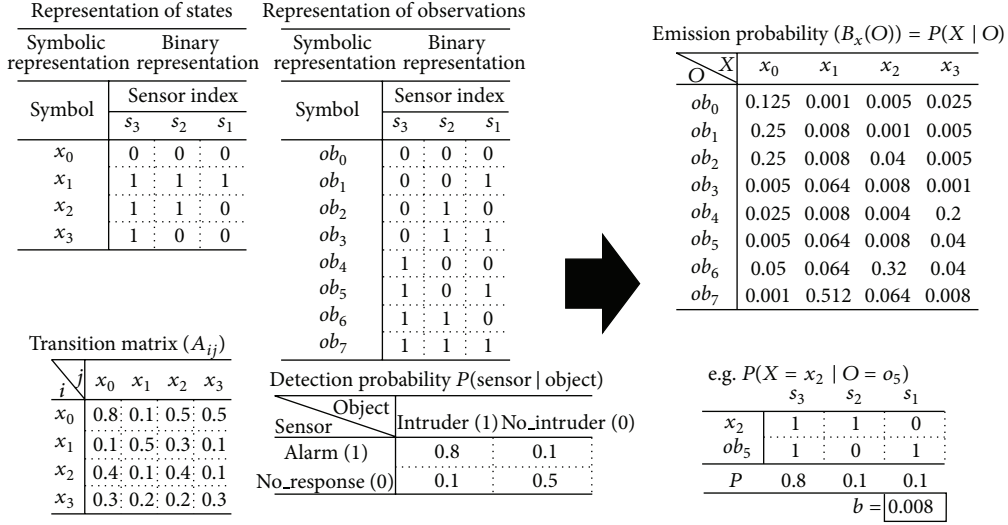 Representation of states
Symbolic representation Binary representation
Symbol Sensor index
s3 s2 s1
x0 0 0 0
x1 1 1 1
x2 1 1 0
x3 1 0 0
Representation of observations
Symbolic representation Binary representation
Symbol Sensor index
s3 s2 s1
ob0 0 0 0
ob1 0 0 1
ob2 0 1 0
ob3 0 1 1
ob4 1 0 0
ob5 1 0 1
ob6 1 1 0
ob7 1 1 1
Transition matrix (Aij)
i j x0 x1 x2 x3
x0 0.8 0.1 0.5 0.5
x1 0.1 0.5 0.3 0.1
x2 0.4 0.1 0.4 0.1
x3 0.3 0.2 0.2 0.3
Detection probability P(sensor | object)
Sensor Object Intruder (1) No_intruder (0)
Alarm (1) 0.8 0.1
No_response (0) 0.1 0.5
Emission probability (Bx(O)) = P(X | O)
O X x0 x1 x2 x3
ob0 0.125 0.001 0.005 0.025
ob1 0.25 0.008 0.001 0.005
ob2 0.25 0.008 0.04 0.005
ob3 0.005 0.064 0.008 0.001
ob4 0.025 0.008 0.004 0.2
ob5 0.005 0.064 0.008 0.04
ob6 0.05 0.064 0.32 0.04
ob7 0.001 0.512 0.064 0.008
e.g. P(X = x2 | O = o5)
s3 s2 s1
x2 1 1 0
ob5 1 0 1
P 0.8 0.1 0.1
b = 0.008